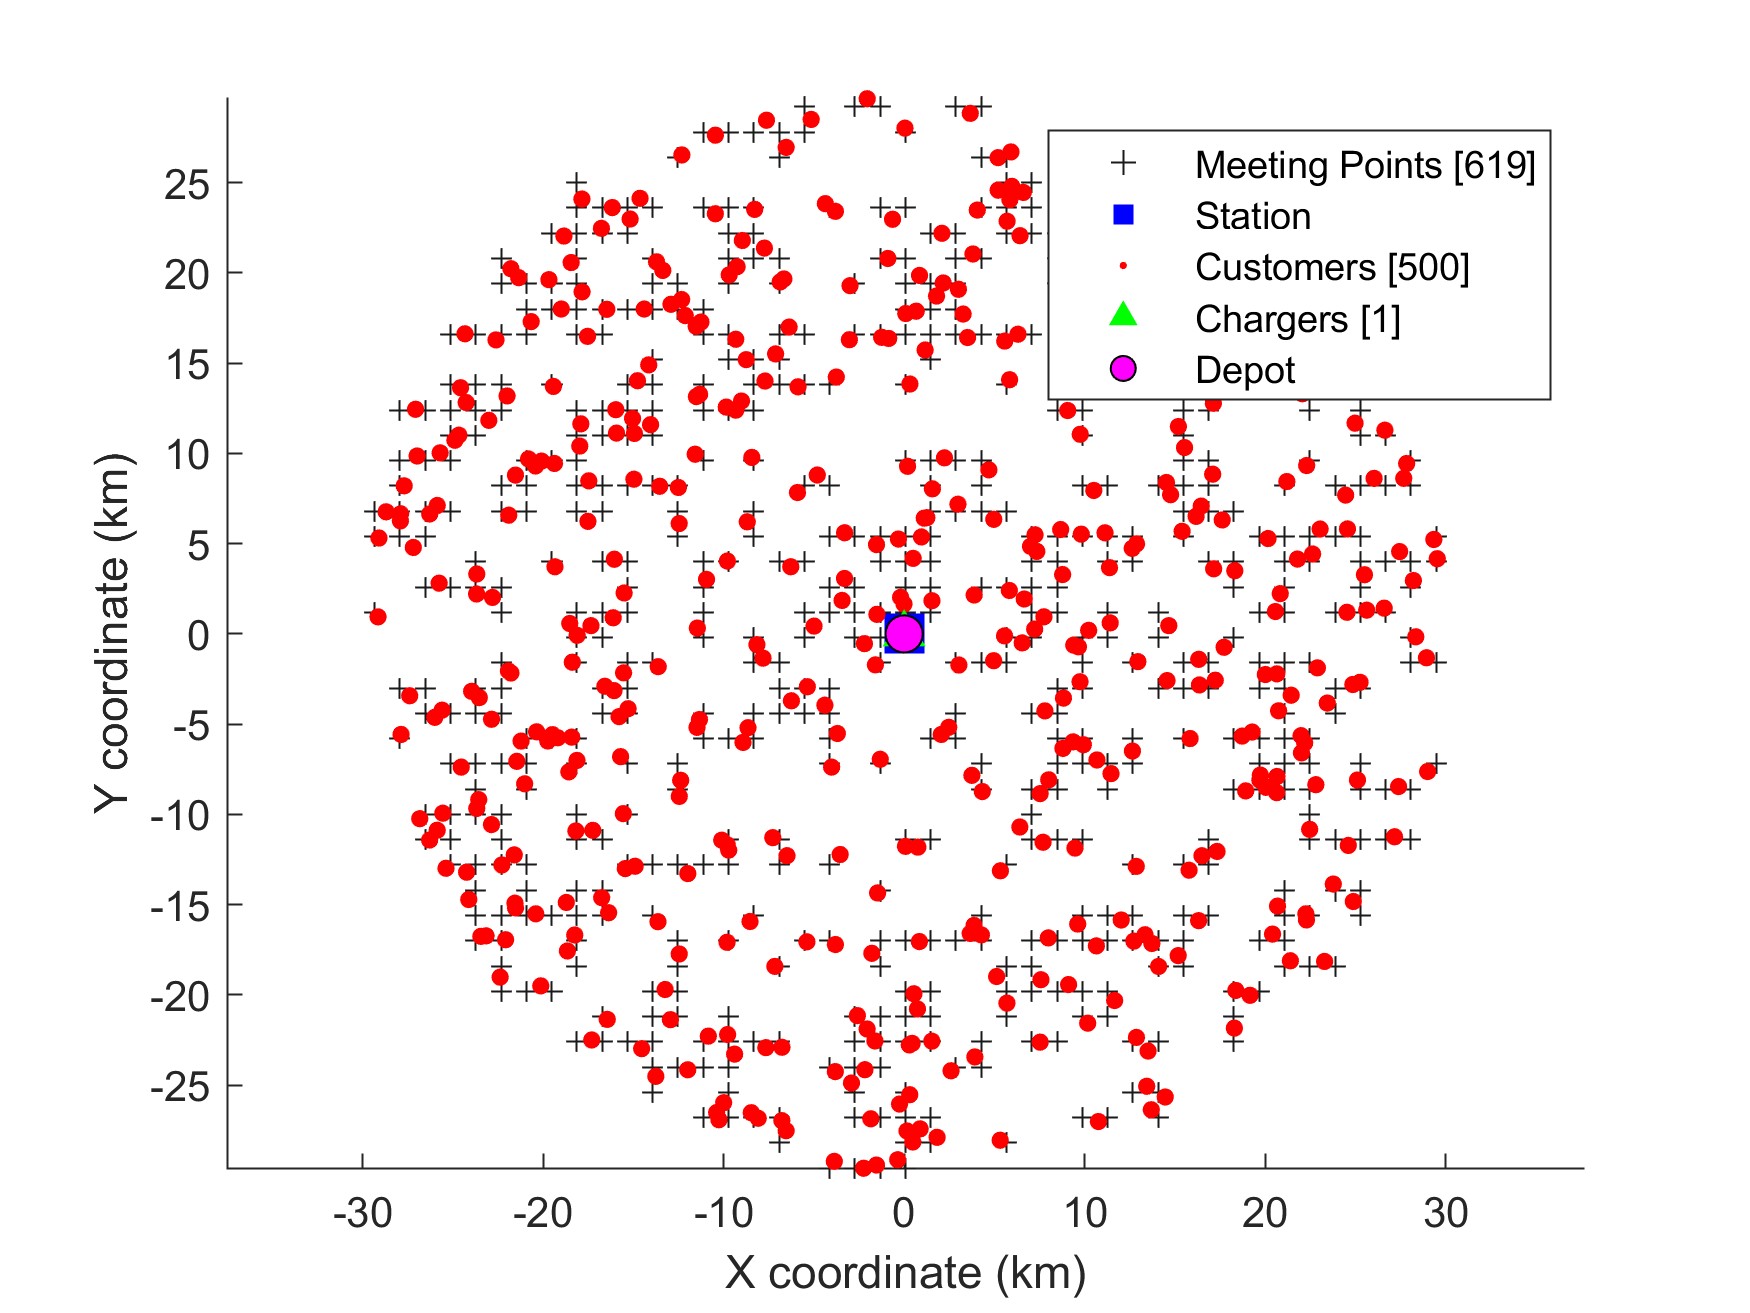 25
20
15
10
5
0
-5
-10
-15
-20
-25
Y coordinate (km)
Meeting Points [619]
Station
Customers [500]
Chargers [1]
Depot
-30
-20
-10
0
10
20
30
X coordinate (km)